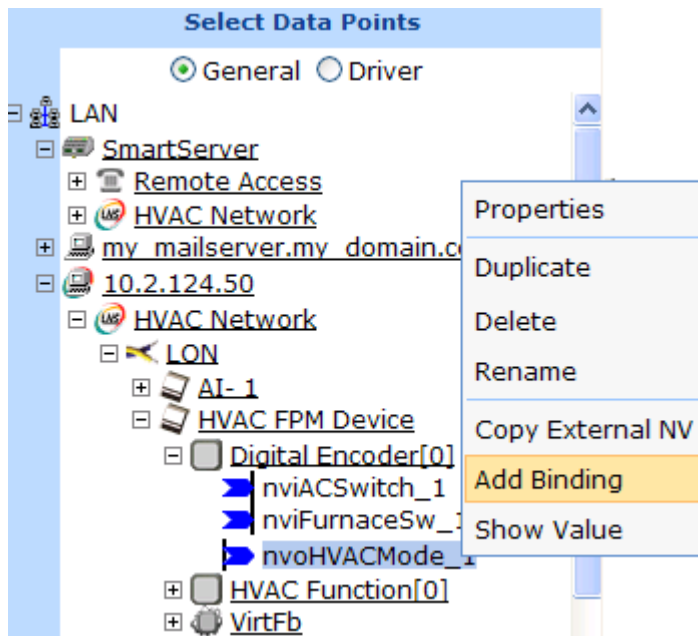 Select Data Points
General Driver
LAN
SmartServer
Remote Access
HVAC Network
my_mailserver.my_domain.c
10.2.124.50
HVAC Network
LON
AI- 1
HVAC FPM Device
Digital Encoder[0]
nviACSwitch_1
nviFurnaceSw_1
nvoHVACMode_1
HVAC Function[0]
VirtFb
Properties
Duplicate
Delete
Rename
Copy External NV
Add Binding
Show Value